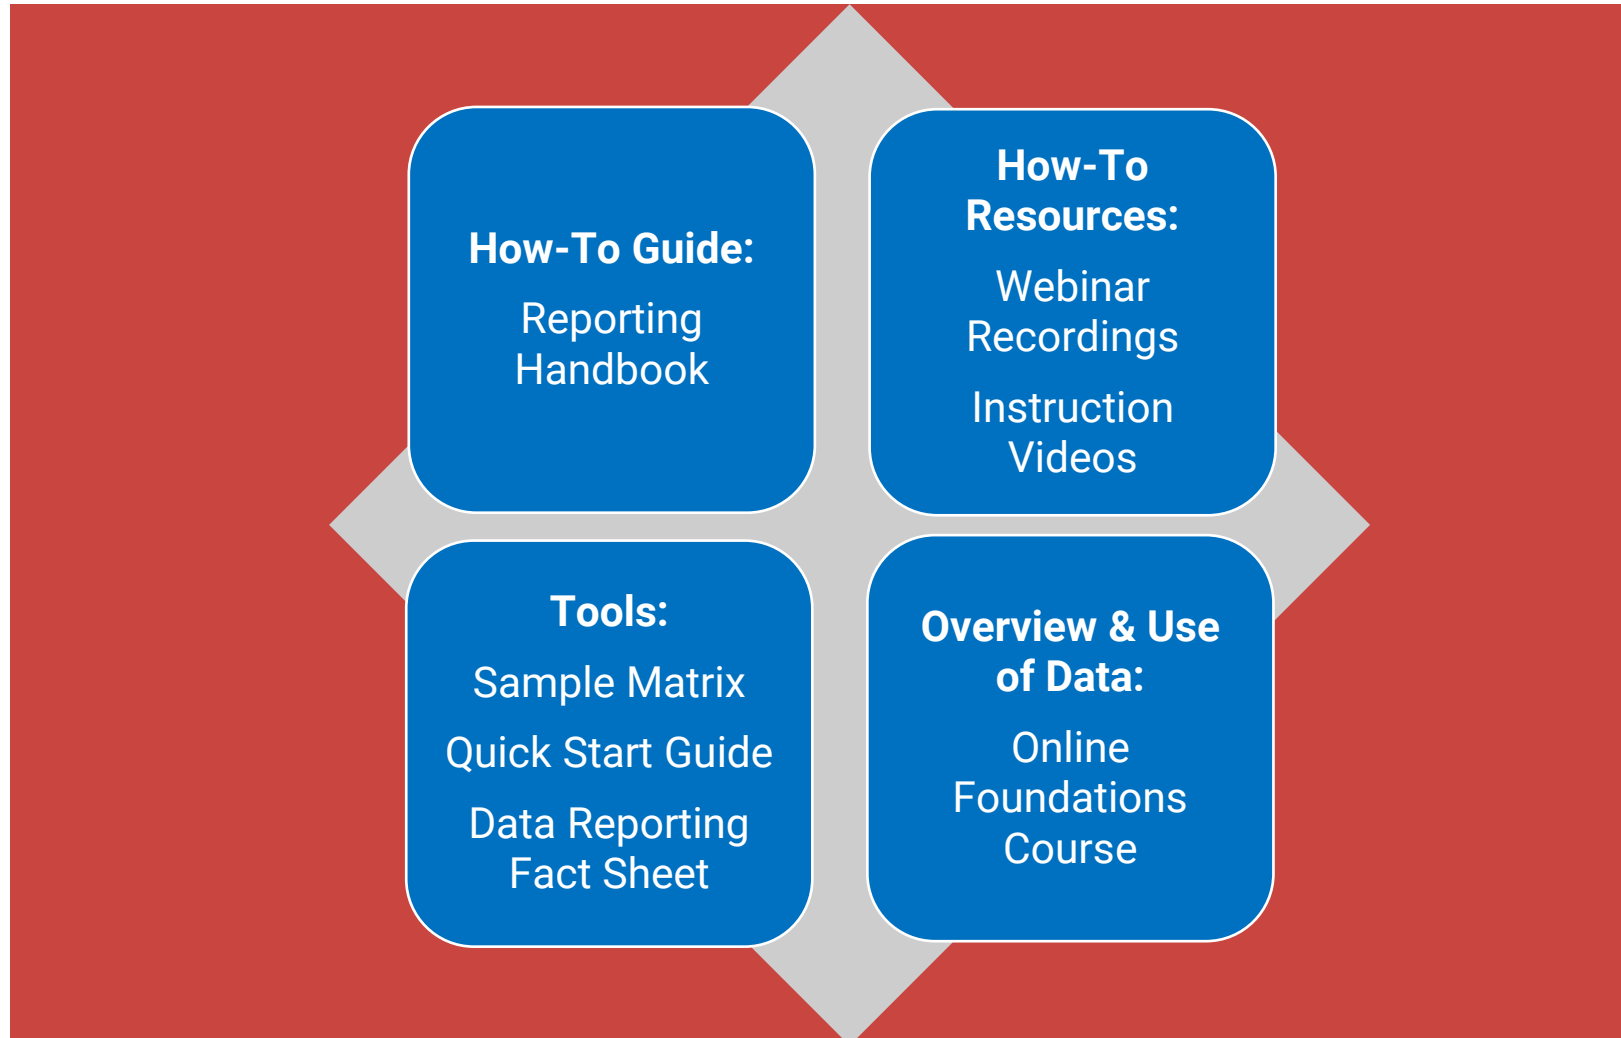 How-To Guide:
Reporting
Handbook
How-To
Resources:
Webinar
Recordings
Instruction
Videos
Tools:
Sample Matrix
Quick Start Guide
Data Reporting
Fact Sheet
Overview & Use
of Data:
Online
Foundations
Course